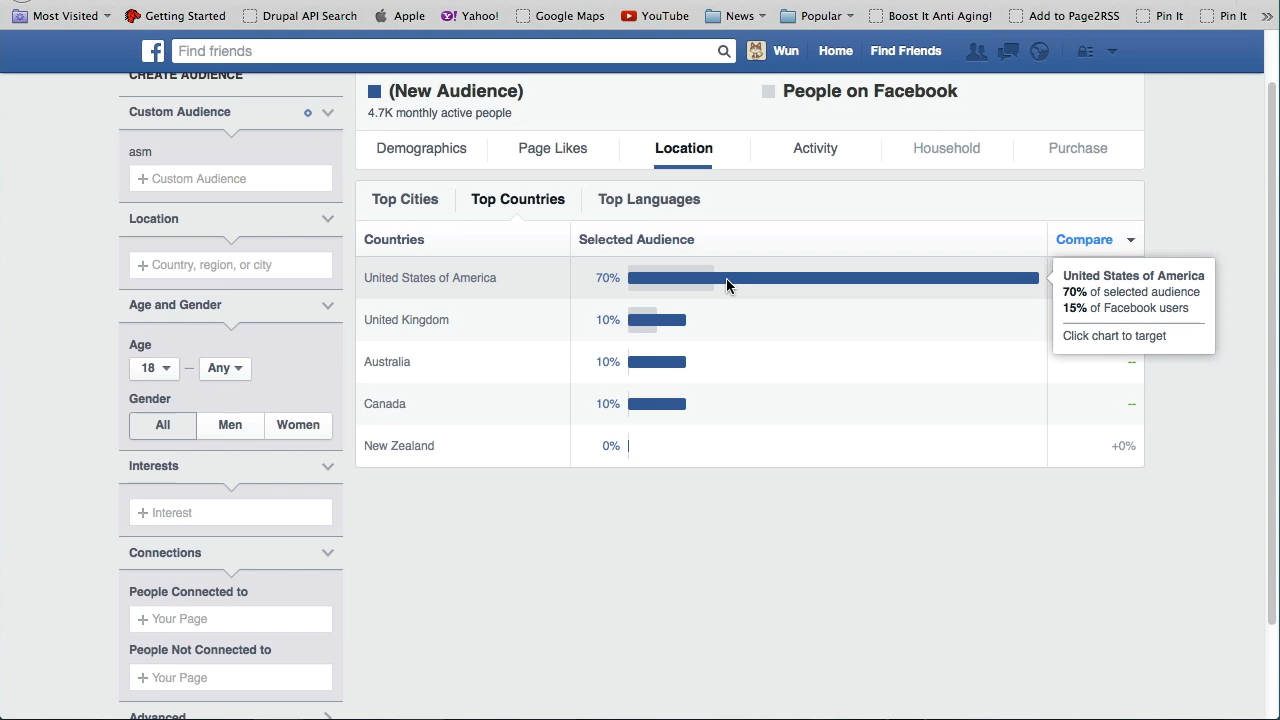 Most Visited
Getting Started
Drupal API Search
Apple
Yahoo!
Google Maps
YouTube
News
Popular
Boost It Anti Aging!
Add to Page2RSS
Pin It
Pin It
»
Find friends
Wun
Home
Find Friends
CREATE AUDIENCE
Custom Audience
asm
+ Custom Audience
Location
+ Country, region, or city
Age and Gender
Age
18 – Any
Gender
All
Men
Women
Interests
+ Interest
Connections
People Connected to
+ Your Page
People Not Connected to
+ Your Page
Advanced
(New Audience)
4.7K monthly active people
People on Facebook
Demographics
Page Likes
Location
Activity
Household
Purchase
Top Cities
Top Countries
Top Languages
Countries
Selected Audience
Compare
United States of America 70%
United Kingdom 10%
Australia 10% --
Canada 10% --
New Zealand 0% +0%
United States of America
70% of selected audience
15% of Facebook users
Click chart to target